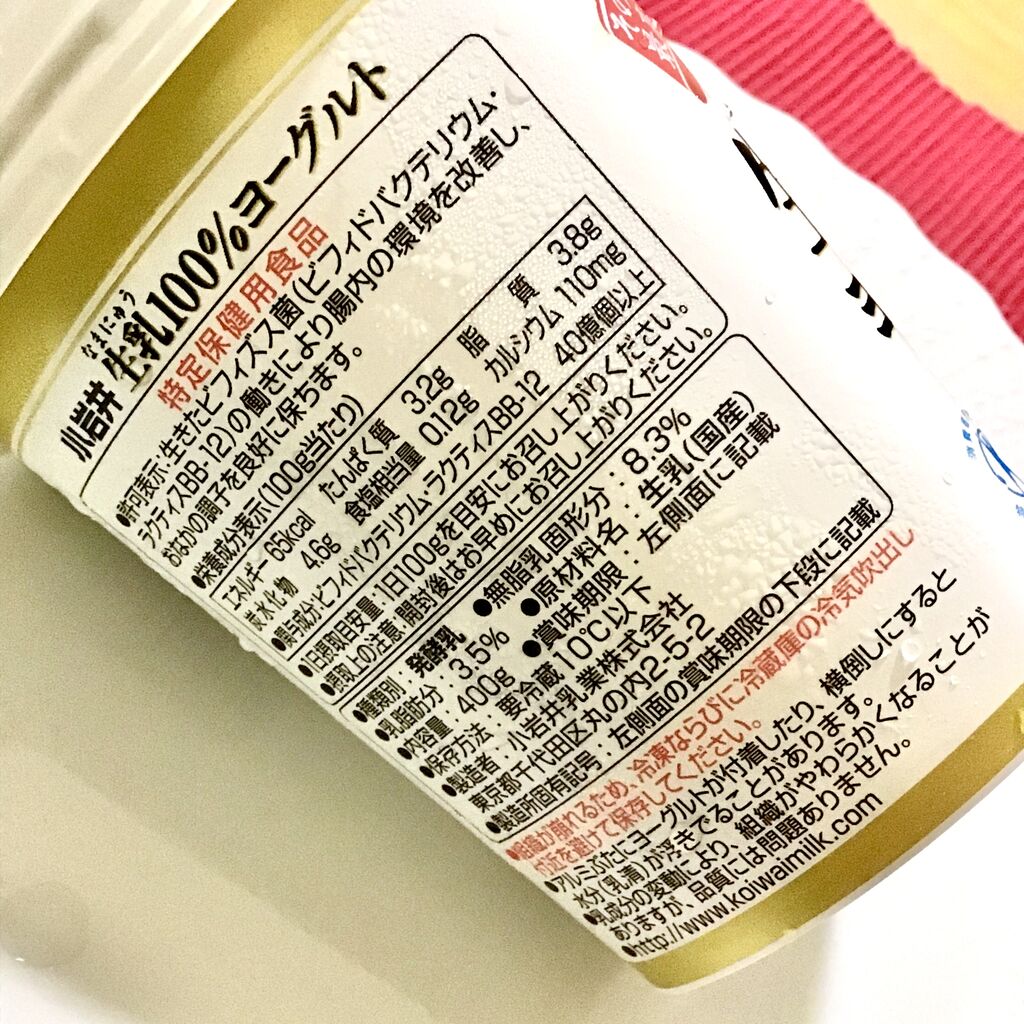 なまにゅう
小岩井 生乳100%ヨーグルト
特定保健用食品
●許可表示:生きたビフィズス菌(ビフィドバクテリウム・
ラクティスBB-12)の働きにより腸内の環境を改善し、
おなかの調子を良好に保ちます。
●栄養成分表示(100g当たり)
エネルギー 65kcal たんぱく質 3.2g 脂質 3.8g
炭水化物 4.6g 食塩相当量 0.12g カルシウム 110mg
●関与成分:ビフィドバクテリウム・ラクティスBB-12 40億個以上
●1日摂取目安量:1日100gを目安にお召し上がりください。
●摂取上の注意:開封後はお早めにお召し上がりください。
●種類別:発酵乳 ●無脂乳固形分:8.3%
●乳脂肪分:3.5% ●原材料名:生乳(国産)
●内容量:400g ●賞味期限:左側面に記載
●保存方法:要冷蔵10℃以下
●製造者:小岩井乳業株式会社
東京都千代田区丸の内2-5-2
●製造所固有記号:左側面の賞味期限の下段に記載
●組織が崩れるため、冷凍ならびに冷蔵庫の冷気吹出し
付近を避けて保存してください。
●アルミぶたにヨーグルトが付着したり、横倒しにすると
水分(乳清)が浮きでることがあります。
●乳成分の変動により、組織がやわらかくなることが
ありますが、品質には問題ありません。
●http://www.koiwaimilk.com